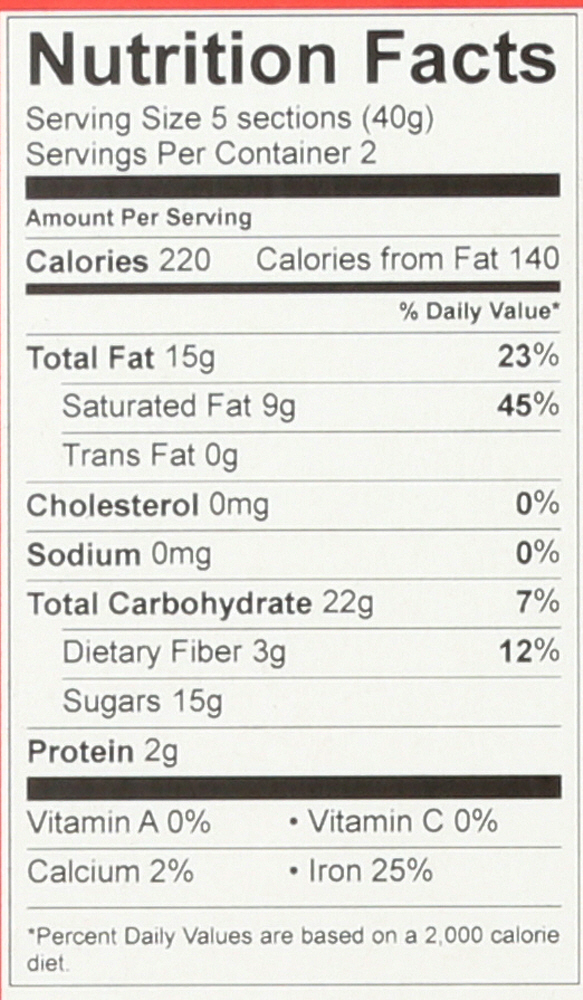 Nutrition Facts
Serving Size 5 sections (40g)
Servings Per Container 2
Amount Per Serving
Calories 220 Calories from Fat 140
% Daily Value*
Total Fat 15g 23%
Saturated Fat 9g 45%
Trans Fat 0g
Cholesterol 0mg 0%
Sodium 0mg 0%
Total Carbohydrate 22g 7%
Dietary Fiber 3g 12%
Sugars 15g
Protein 2g
Vitamin A 0% • Vitamin C 0%
Calcium 2% • Iron 25%
*Percent Daily Values are based on a 2,000 calorie
diet.